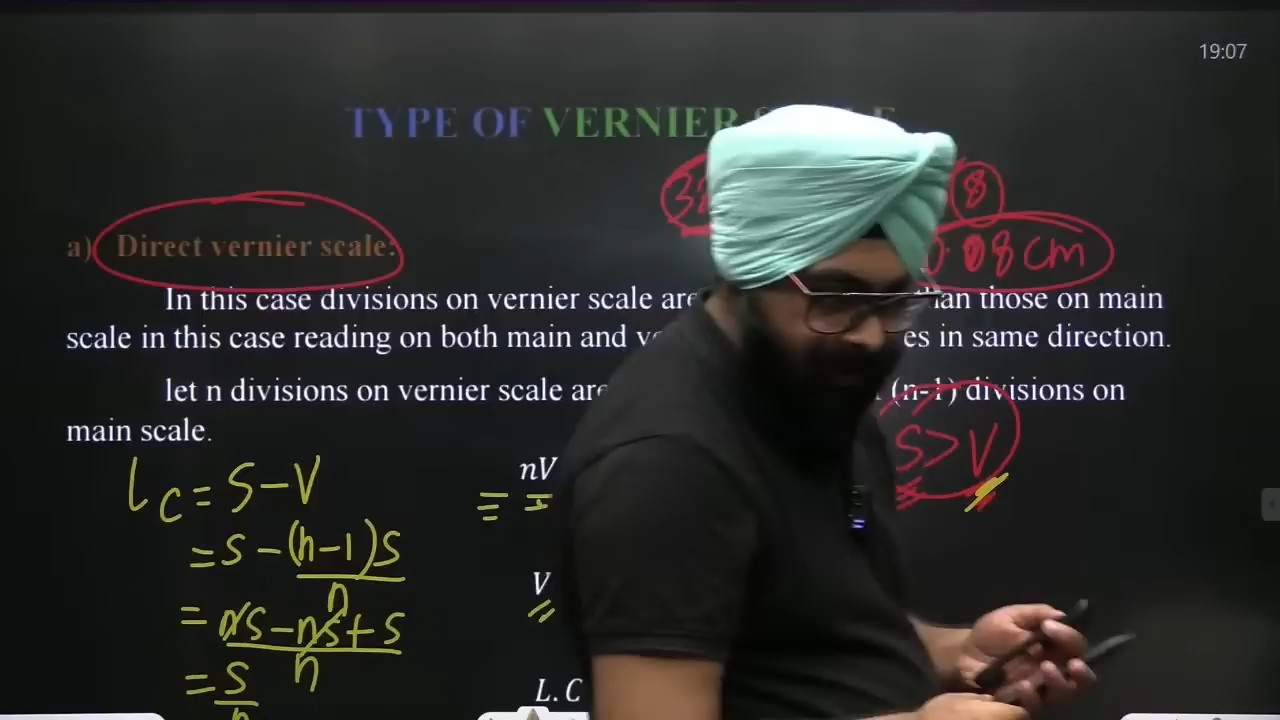 19:07
TYPE OF VERNIER
8
a) Direct vernier scale:
08 cm
In this case divisions on vernier scale are than those on main
scale in this case reading on both main and in same direction.
let n divisions on vernier scale are (n-1) divisions on
main scale.
S > V
LC = S - V
nV
= S - (n-1)S
n
V
= nS - nS + S
n
= S
n
L.C